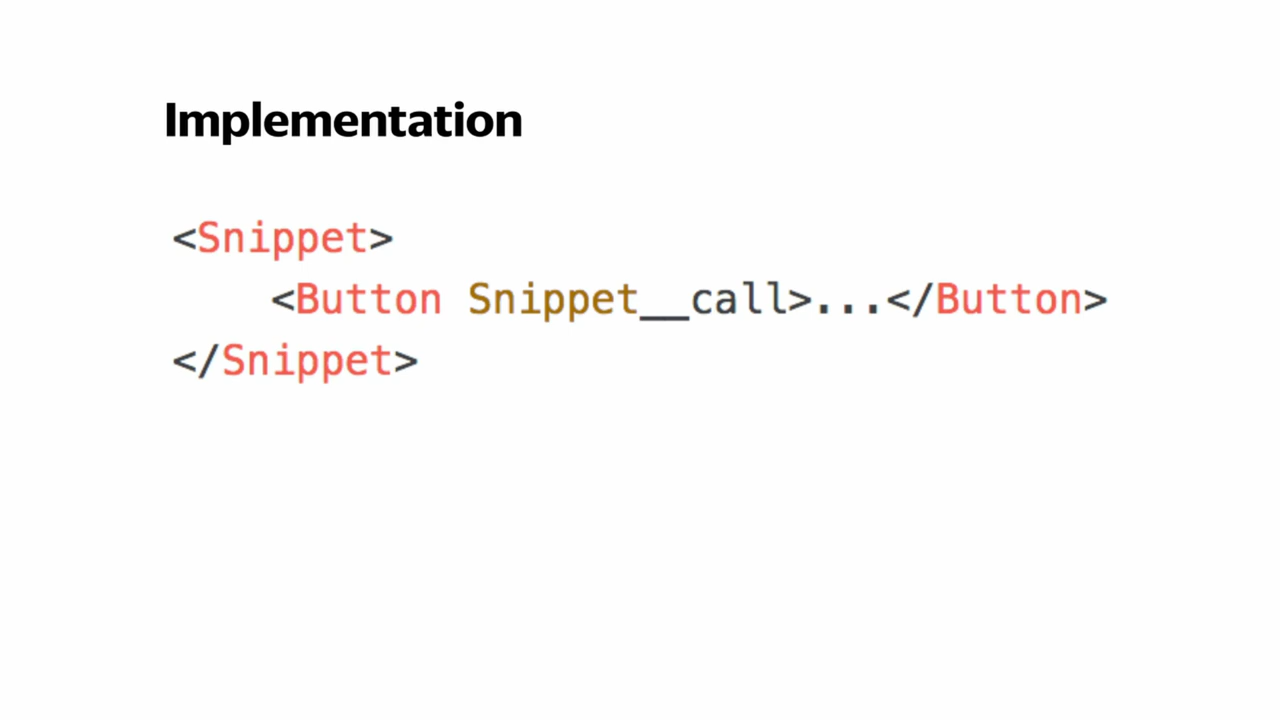 Implementation
<Snippet>
    <Button Snippet__call>...</Button>
</Snippet>